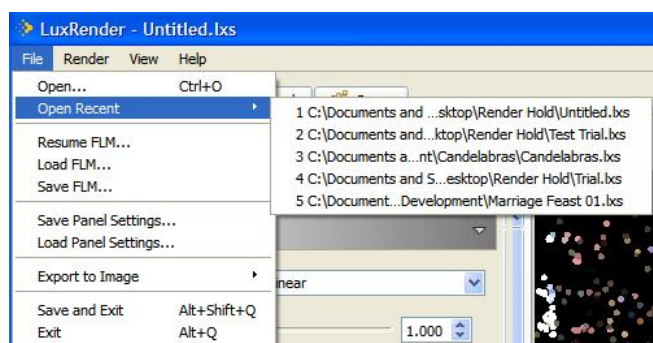 LuxRender - Untitled.lxs
File Render View Help
Open... Ctrl+O
Open Recent
1 C:\Documents and ...sktop\Render Hold\Untitled.lxs
2 C:\Documents and...ktop\Render Hold\Test Trial.lxs
3 C:\Documents a...nt\Candelabras\Candelabras.lxs
4 C:\Documents and S...esktop\Render Hold\Trial.lxs
5 C:\Document...Development\Marriage Feast 01.lxs
Resume FLM...
Load FLM...
Save FLM...
Save Panel Settings...
Load Panel Settings...
Export to Image
near
Save and Exit Alt+Shift+Q
Exit Alt+Q
1.000